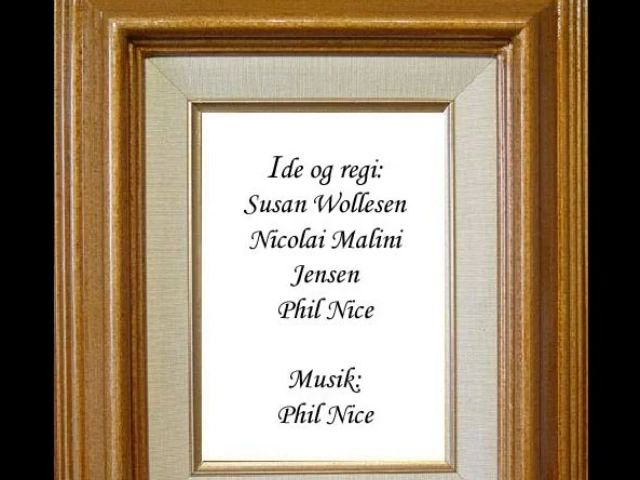 Ide og regi:
Susan Wollesen
Nicolai Malini
Jensen
Phil Nice
Musik:
Phil Nice